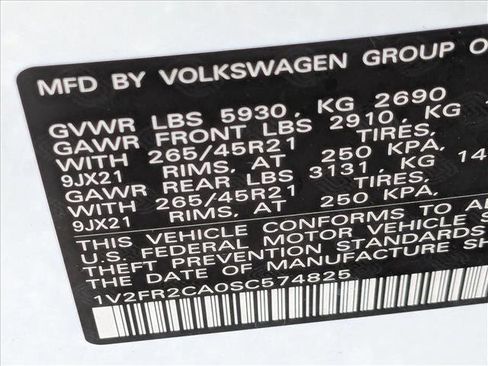 MFD BY VOLKSWAGEN GROUP O
GVWR LBS 5930, KG 2690
GAWR FRONT LBS 2910, 
WITH 265/45R21 TIRES,
9JX21 RIMS, AT 250 KPA,
GAWR REAR LBS 3131, KG 14
WITH 265/45R21 TIRES,
9JX21 RIMS, AT 250 KPA,
THIS VEHICLE CONFORMS TO AL
U.S. FEDERAL MOTOR VEHICLE S
THEFT PREVENTION STANDARDS
THE DATE OF MANUFACTURE SH
1V2FR2CA0SC574825